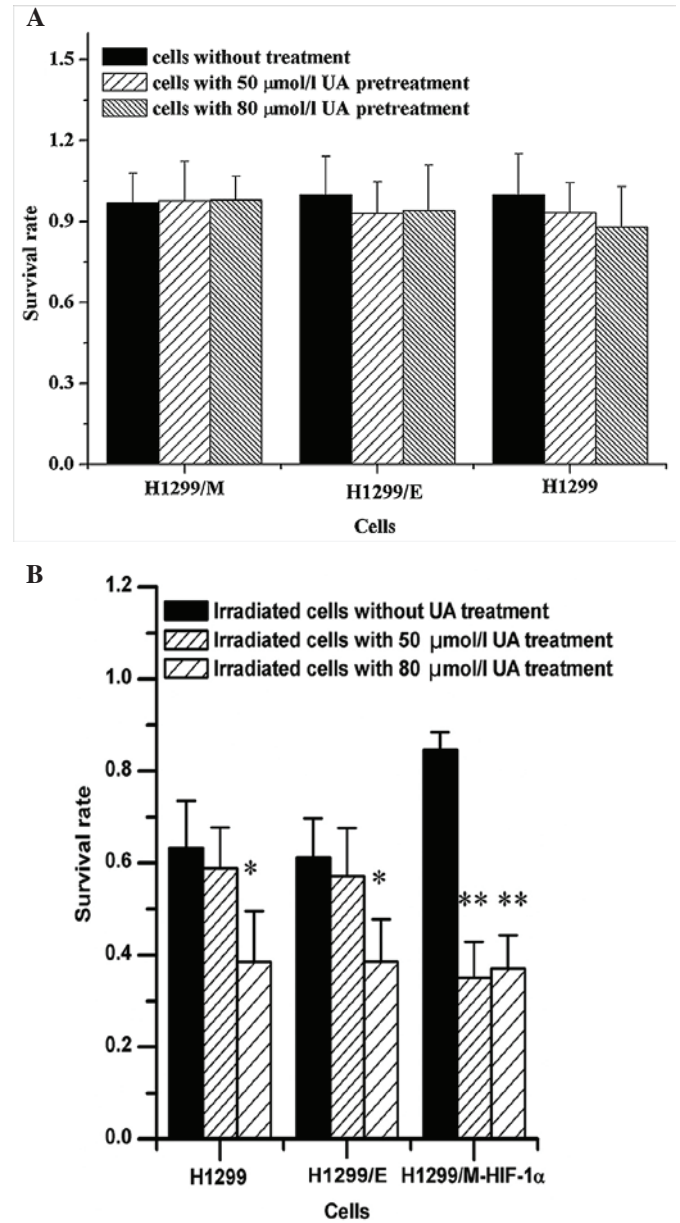 A
1.5
1.2
0.9
0.6
0.3
0.0
Survival rate
cells without treatment
cells with 50 μmol/l UA pretreatment
cells with 80 μmol/l UA pretreatment
H1299/M H1299/E H1299
Cells
B
1.2
1.0
0.8
0.6
0.4
0.2
0.0
Survival rate
Irradiated cells without UA treatment
Irradiated cells with 50 μmol/l UA treatment
Irradiated cells with 80 μmol/l UA treatment
* * ** **
H1299 H1299/E H1299/M-HIF-1α
Cells